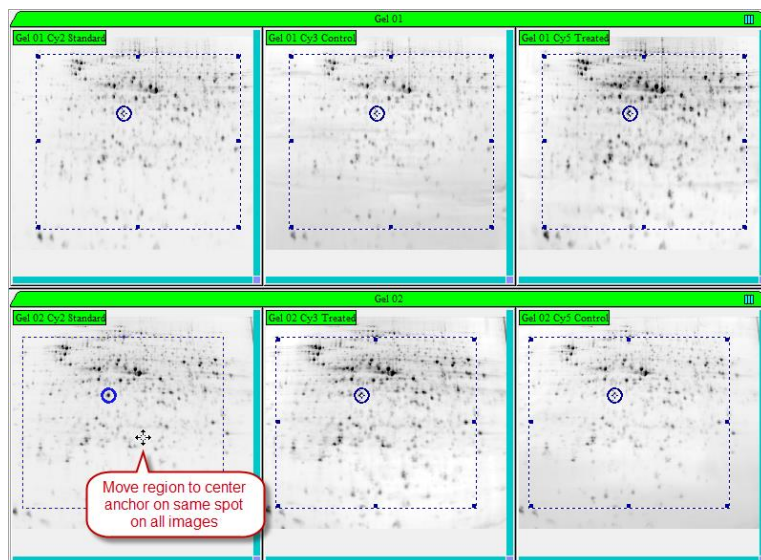 Gel 01
Gel 01 Cy2 Standard
Gel 01 Cy3 Control
Gel 01 Cy5 Treated
Gel 02
Gel 02 Cy2 Standard
Gel 02 Cy3 Treated
Gel 02 Cy5 Control
Move region to center
anchor on same spot
on all images